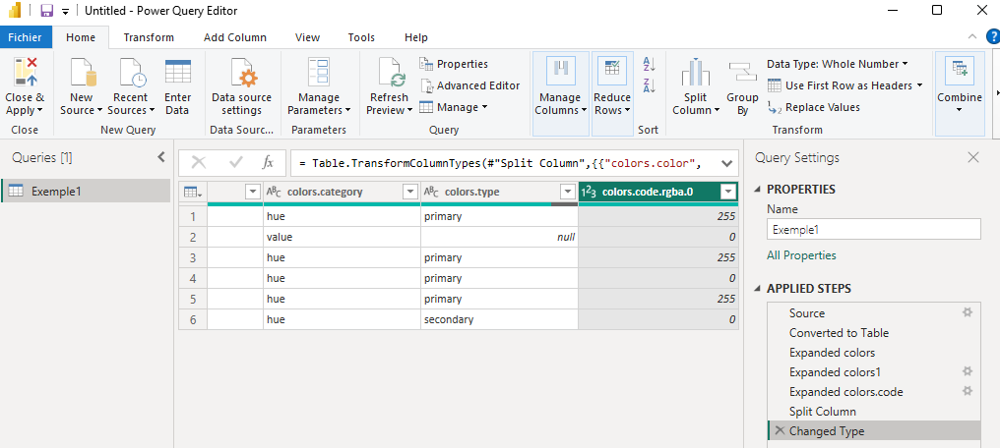 Untitled - Power Query Editor
Fichier Home Transform Add Column View Tools Help
Close & Apply
New Source
Recent Sources
Enter Data
Data source settings
Manage Parameters
Refresh Preview
Properties
Advanced Editor
Manage
Manage Columns
Reduce Rows
Split Column
Group By
Data Type: Whole Number
Use First Row as Headers
Replace Values
Combine
Close New Query Data Sourc... Parameters Query Sort Transform
Queries [1]
Exemple1
fx = Table.TransformColumnTypes(#"Split Column",{{"colors.color",
ABC colors.category ABC colors.type 123 colors.code.rgba.0
1 hue primary 255
2 value null 0
3 hue primary 255
4 hue primary 0
5 hue primary 255
6 hue secondary 0
Query Settings
PROPERTIES
Name
Exemple1
All Properties
APPLIED STEPS
Source
Converted to Table
Expanded colors
Expanded colors1
Expanded colors.code
Split Column
Changed Type